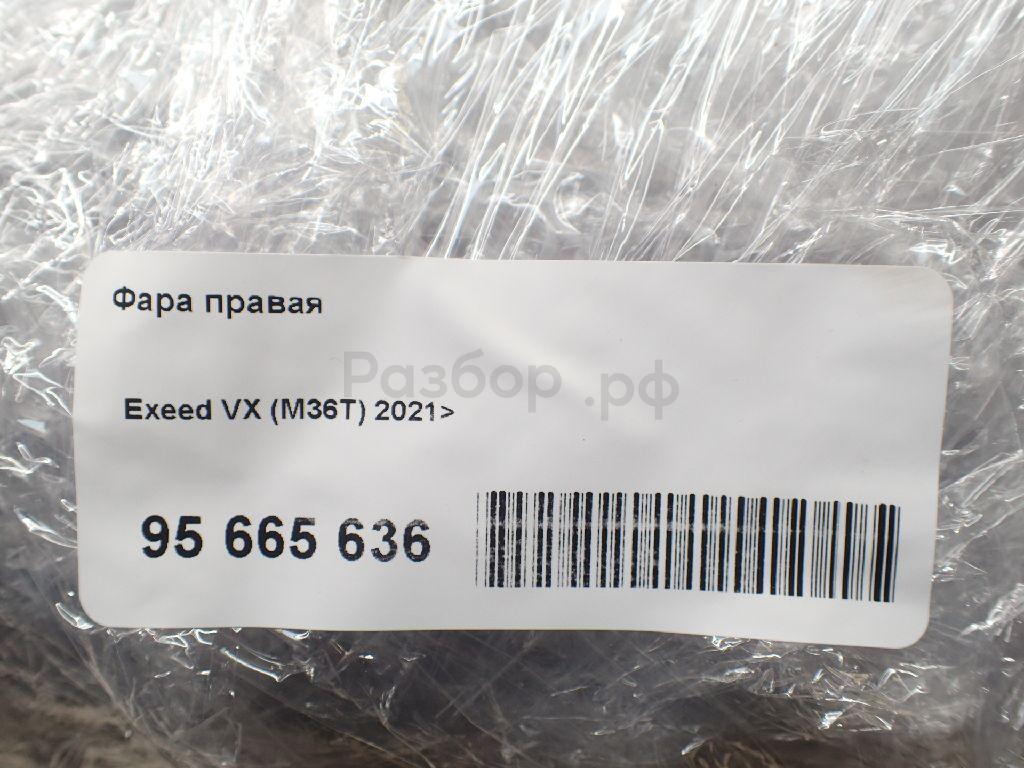 Фара правая
Разбор.рф
Exeed VX (M36T) 2021>
95 665 636